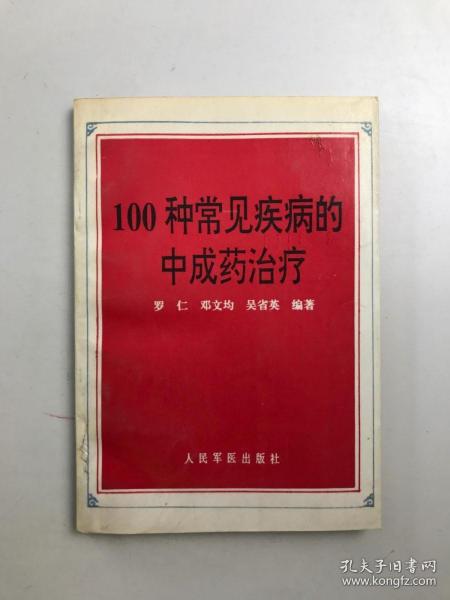 100 种常见疾病的
中成药治疗
罗 仁 邓文均 吴省英 编著
人民军医出版社
孔夫子旧书网
www.kongfz.com